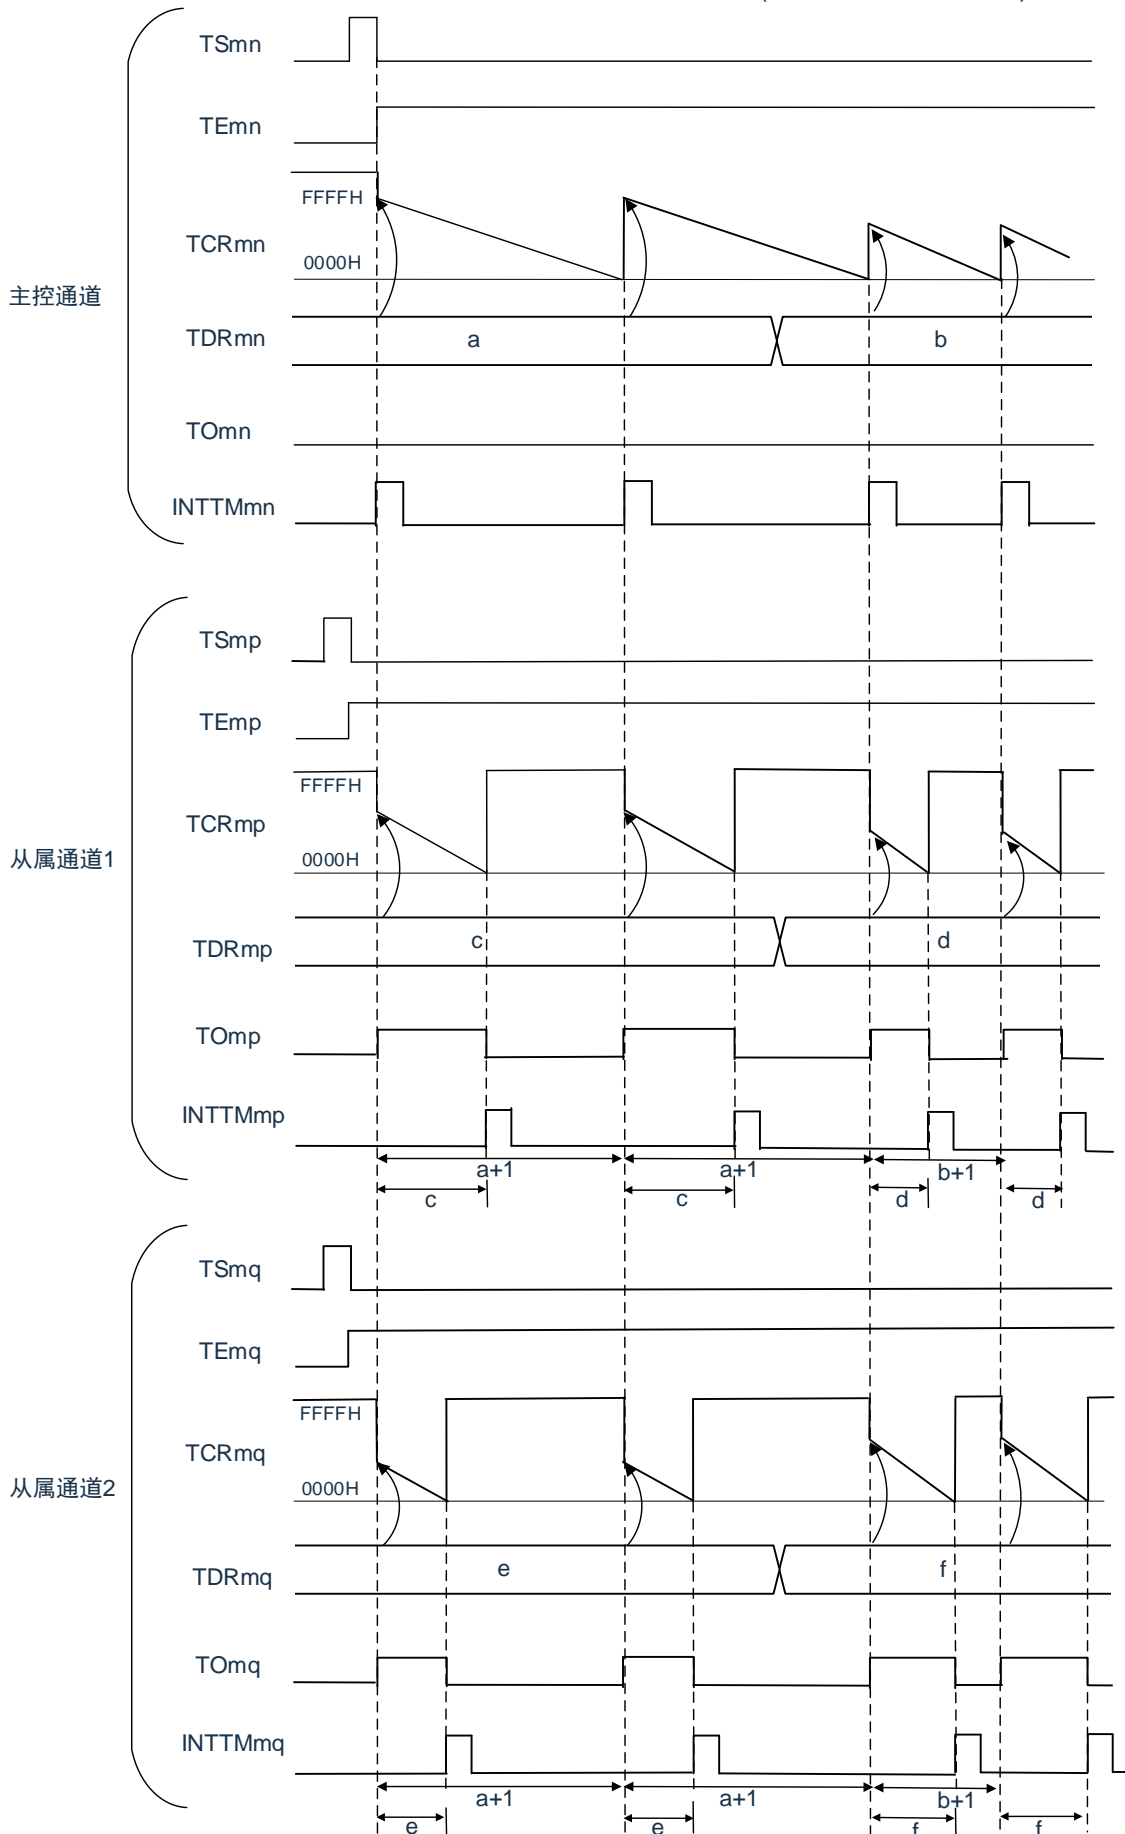 TSmn
TEmn
FFFFH
TCRmn
0000H
主控通道
TDRmn
a
b
TOmn
INTTMmn
TSmp
TEmp
FFFFH
TCRmp
0000H
从属通道1
TDRmp
c
d
TOmp
INTTMmp
a+1
a+1
b+1
c
c
d
d
TSmq
TEmq
FFFFH
TCRmq
0000H
从属通道2
TDRmq
e
f
TOmq
INTTMmq
a+1
a+1
b+1
e
e
f
f